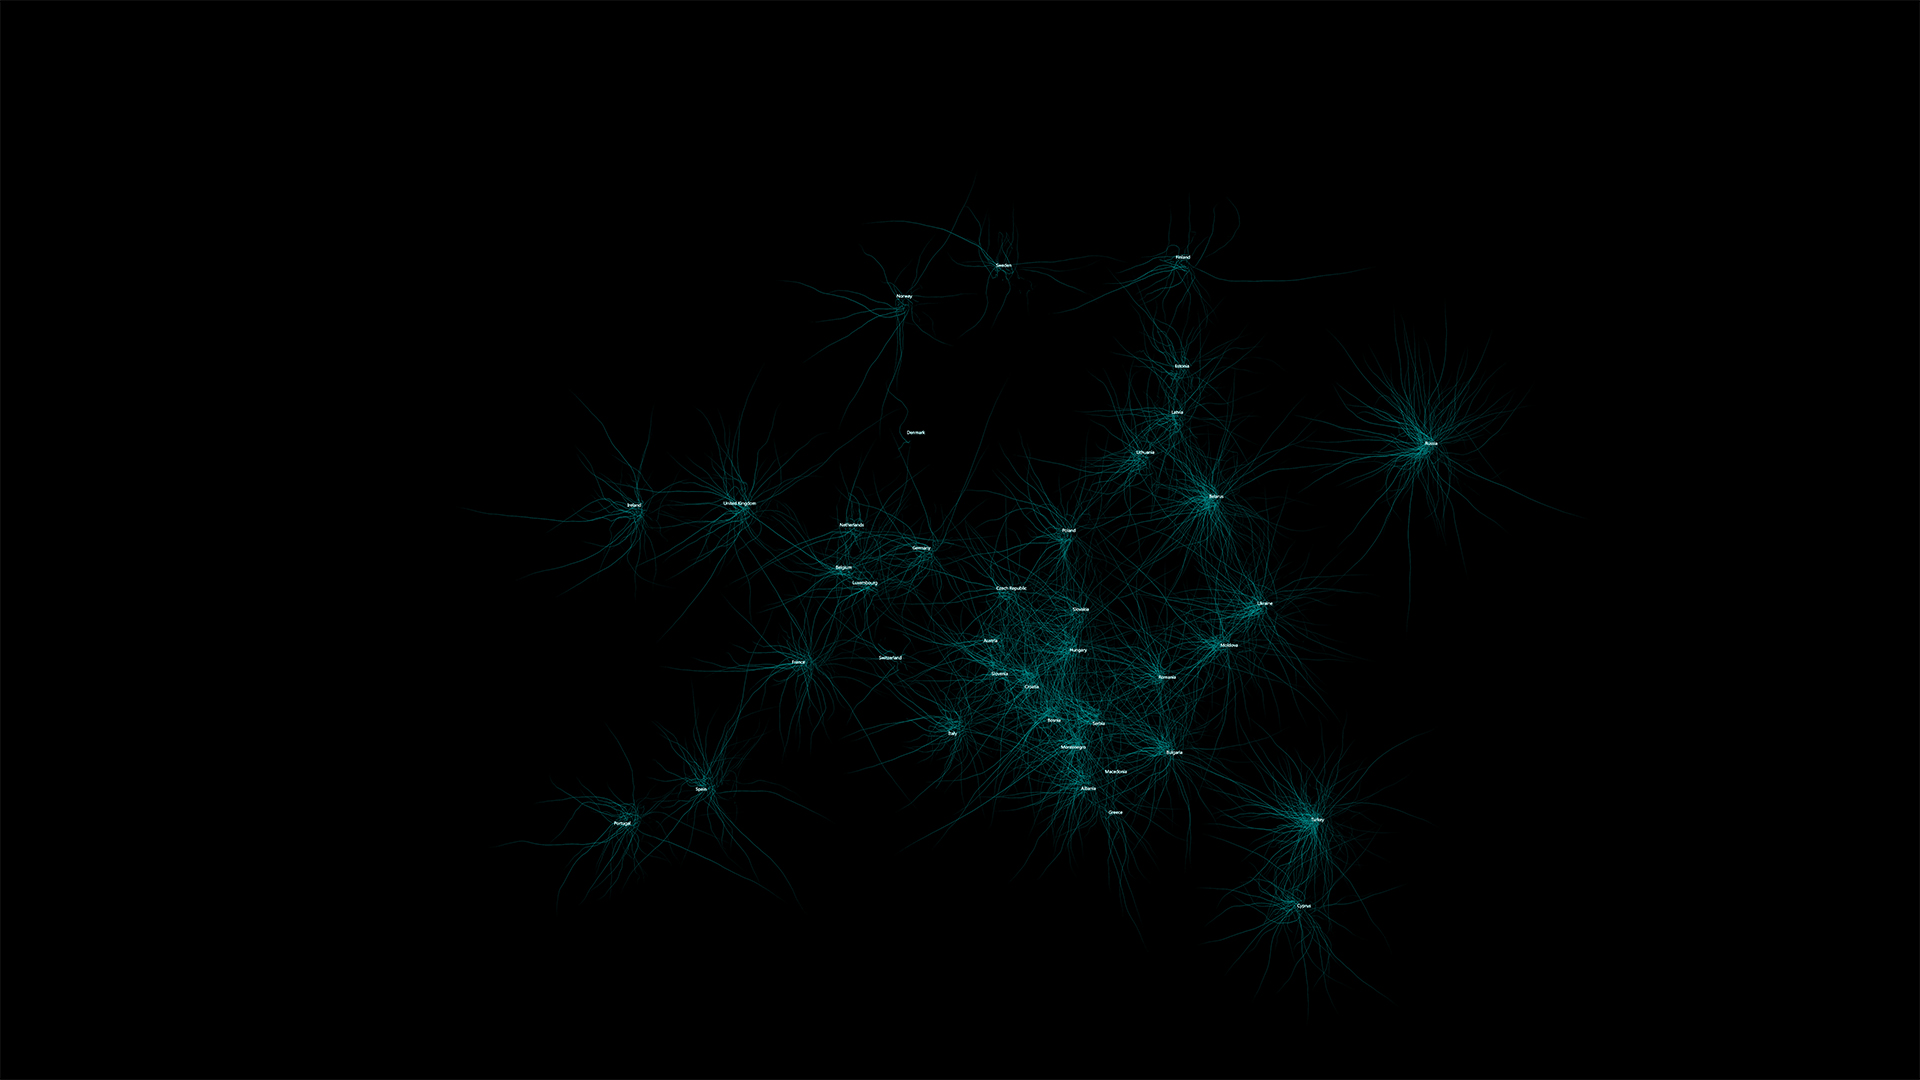 Finland
Sweden
Norway
Estonia
Latvia
Denmark
Russia
Lithuania
Belarus
United Kingdom
Ireland
Netherlands
Poland
Germany
Belgium
Luxembourg
Czech Republic
Ukraine
Slovakia
Austria
Moldova
Hungary
Switzerland
France
Slovenia
Romania
Croatia
Bosnia
Serbia
Italy
Montenegro
Bulgaria
Macedonia
Albania
Spain
Greece
Turkey
Portugal
Cyprus